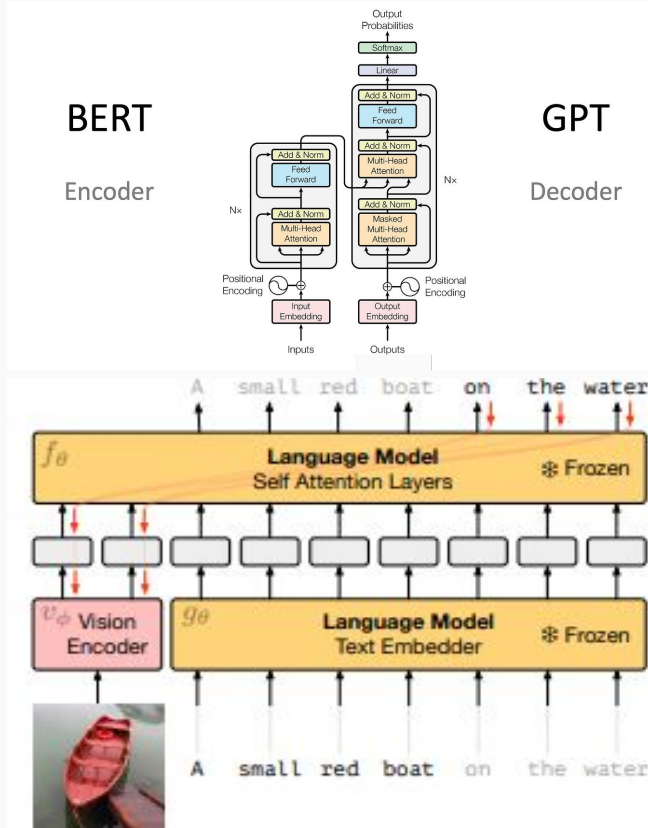 Output
Probabilities
Softmax
Linear
Add & Norm
Feed
Forward
Add & Norm
Multi-Head
Attention
Add & Norm
Masked
Multi-Head
Attention
Nx
Positional
Encoding
Output
Embedding
Outputs
GPT
Decoder
BERT
Encoder
Add & Norm
Feed
Forward
Add & Norm
Multi-Head
Attention
Nx
Positional
Encoding
Input
Embedding
Inputs
A small red boat on the water
fθ
Language Model
Self Attention Layers
❄ Frozen
vϕ Vision
Encoder
gθ
Language Model
Text Embedder
❄ Frozen
A small red boat on the water